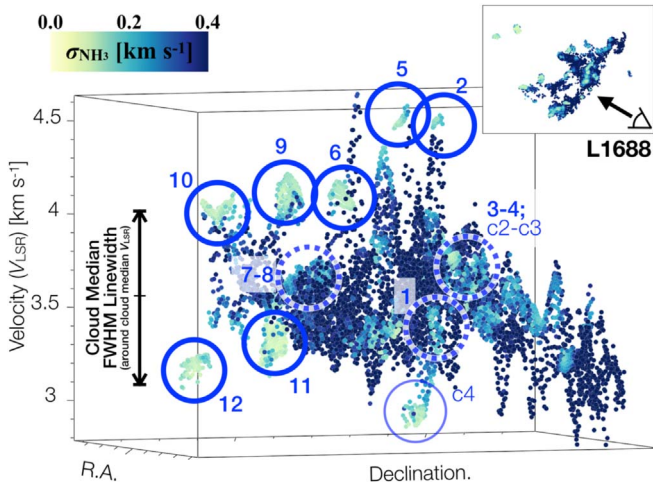 0.0 0.2 0.4
σNH₃ [km s⁻¹]
L1688
5 2
9 6
10
3-4;
c2-c3
7-8
1
11
12
c4
4.5
4
3.5
3
Velocity (VLSR) [km s⁻¹]
Cloud Median
FWHM Linewidth
(around cloud median VLSR)
R.A.
Declination.